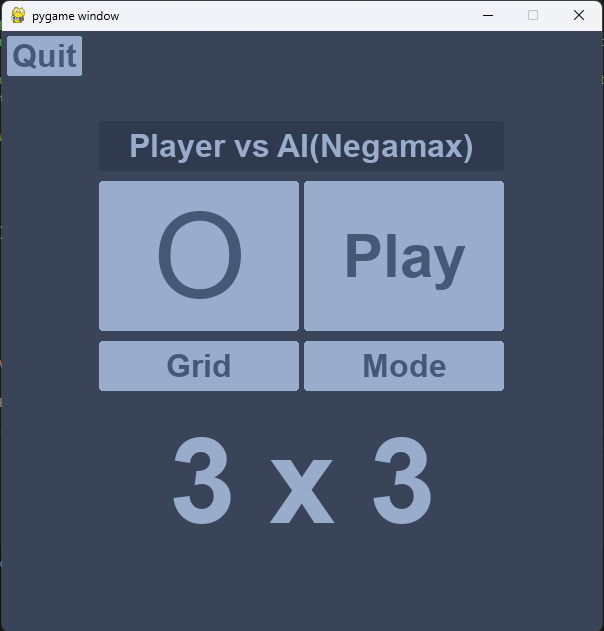 pygame window
Quit
Player vs AI(Negamax)
O Play
Grid Mode
3 x 3